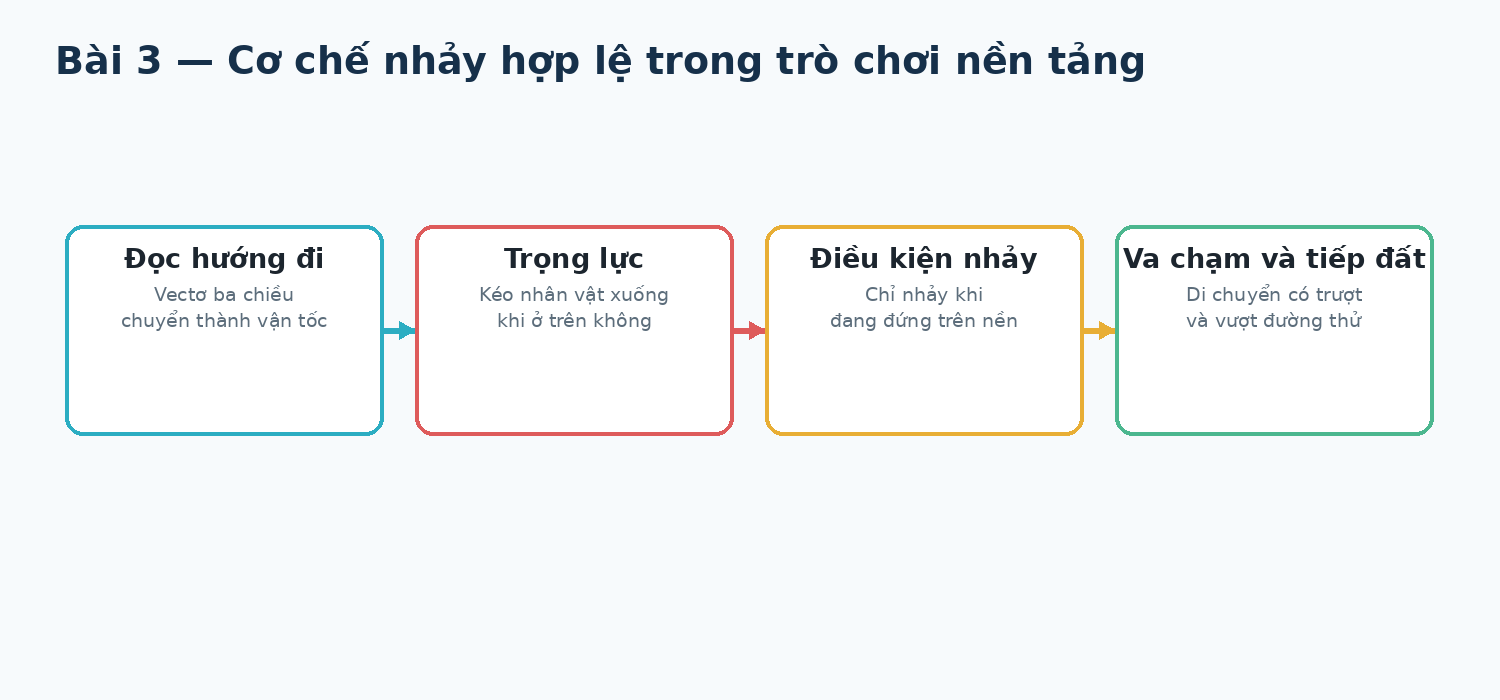 Bài 3 — Cơ chế nhảy hợp lệ trong trò chơi nền tảng
Đọc hướng đi
Vectơ ba chiều
chuyển thành vận tốc
Trọng lực
Kéo nhân vật xuống
khi ở trên không
Điều kiện nhảy
Chỉ nhảy khi
đang đứng trên nền
Va chạm và tiếp đất
Di chuyển có trượt
và vượt đường thử